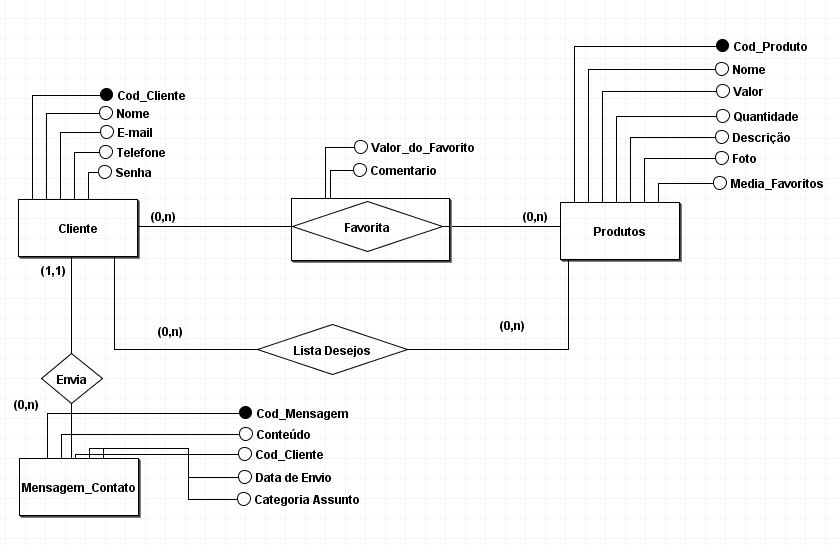 Cod_Produto
Nome
Valor
Quantidade
Descrição
Foto
Media_Favoritos
Cod_Cliente
Nome
E-mail
Telefone
Senha
Valor_do_Favorito
Comentario
Cliente
(0,n)
Favorita
(0,n)
Produtos
(1,1)
(0,n)
Lista Desejos
(0,n)
Envia
(0,n)
Cod_Mensagem
Conteúdo
Cod_Cliente
Data de Envio
Categoria Assunto
Mensagem_Contato